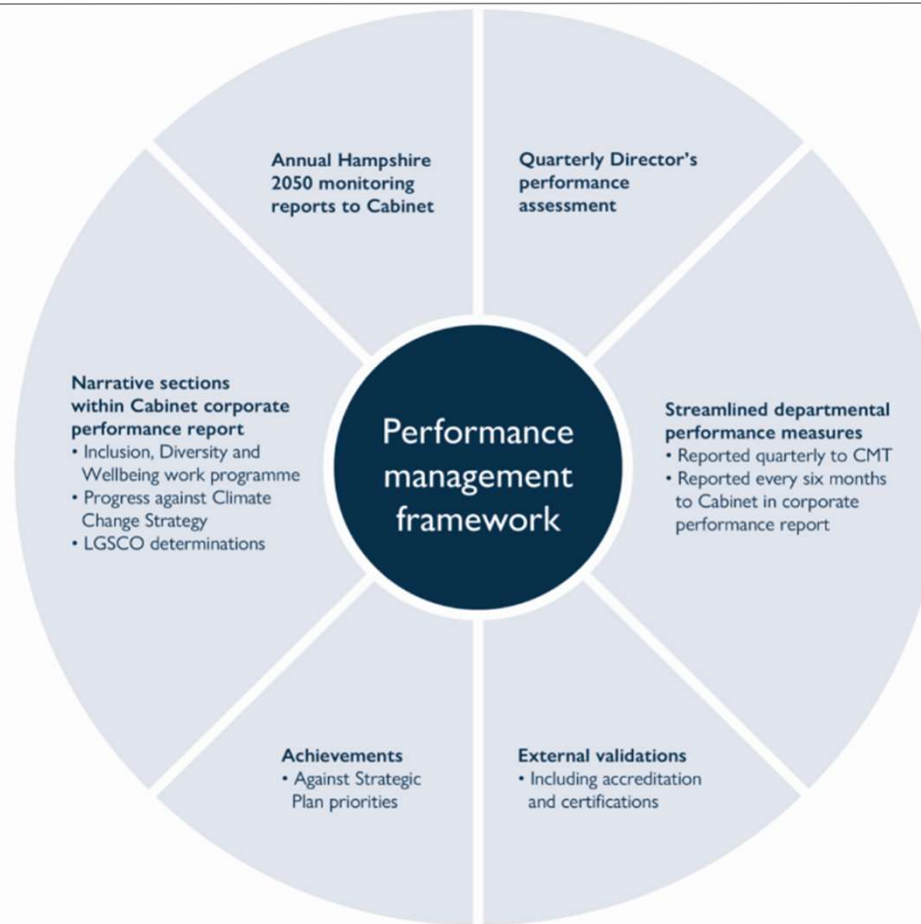 Annual Hampshire
2050 monitoring
reports to Cabinet
Quarterly Director's
performance
assessment
Narrative sections
within Cabinet corporate
performance report
• Inclusion, Diversity and
Wellbeing work programme
• Progress against Climate
Change Strategy
• LGSCO determinations
Performance
management
framework
Streamlined departmental
performance measures
• Reported quarterly to CMT
• Reported every six months
to Cabinet in corporate
performance report
Achievements
• Against Strategic
Plan priorities
External validations
• Including accreditation
and certifications